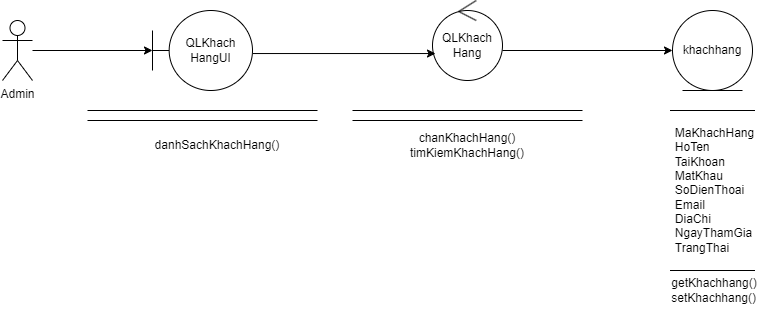 QLKhach
HangUI
QLKhach
Hang
khachhang
Admin
danhSachKhachHang()
chanKhachHang()
timKiemKhachHang()
MaKhachHang
HoTen
TaiKhoan
MatKhau
SoDienThoai
Email
DiaChi
NgayThamGia
TrangThai
getKhachhang()
setKhachhang()